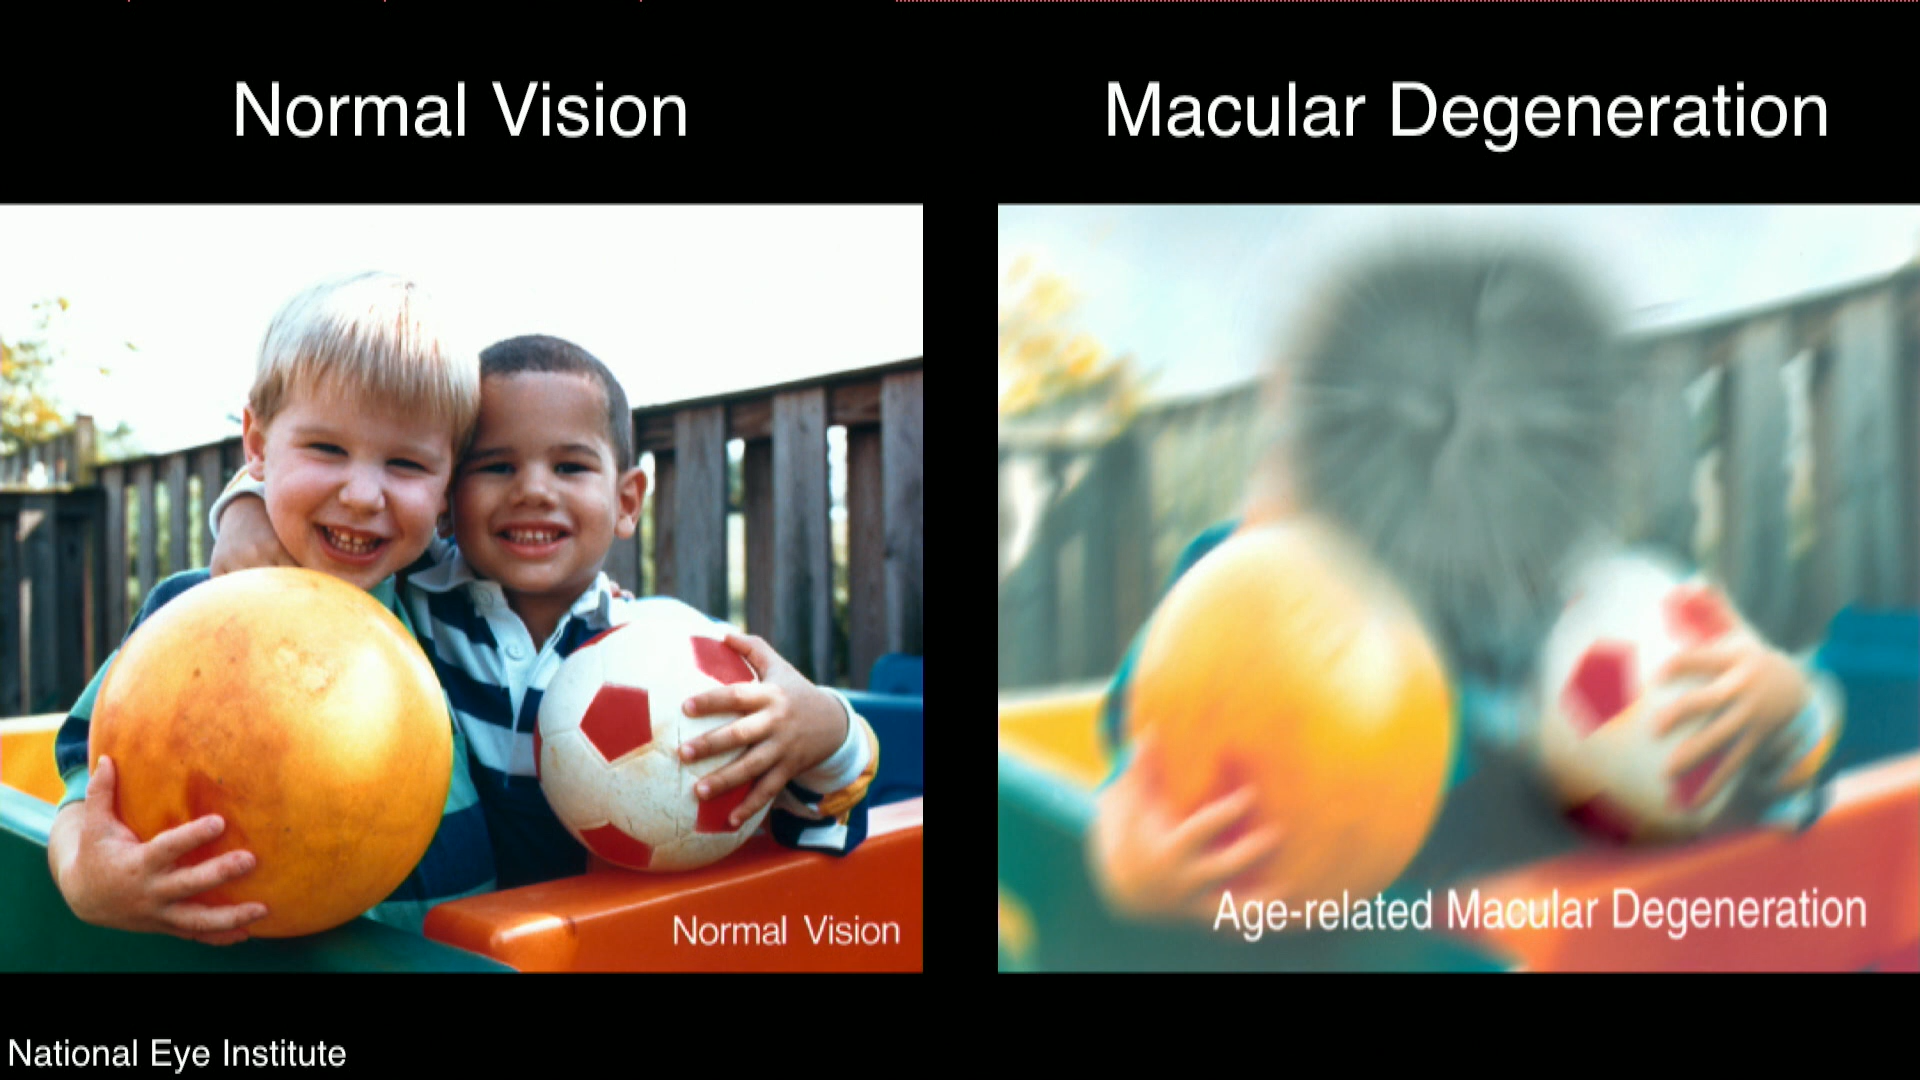 Normal Vision
Macular Degeneration
Normal Vision
Age-related Macular Degeneration
National Eye Institute